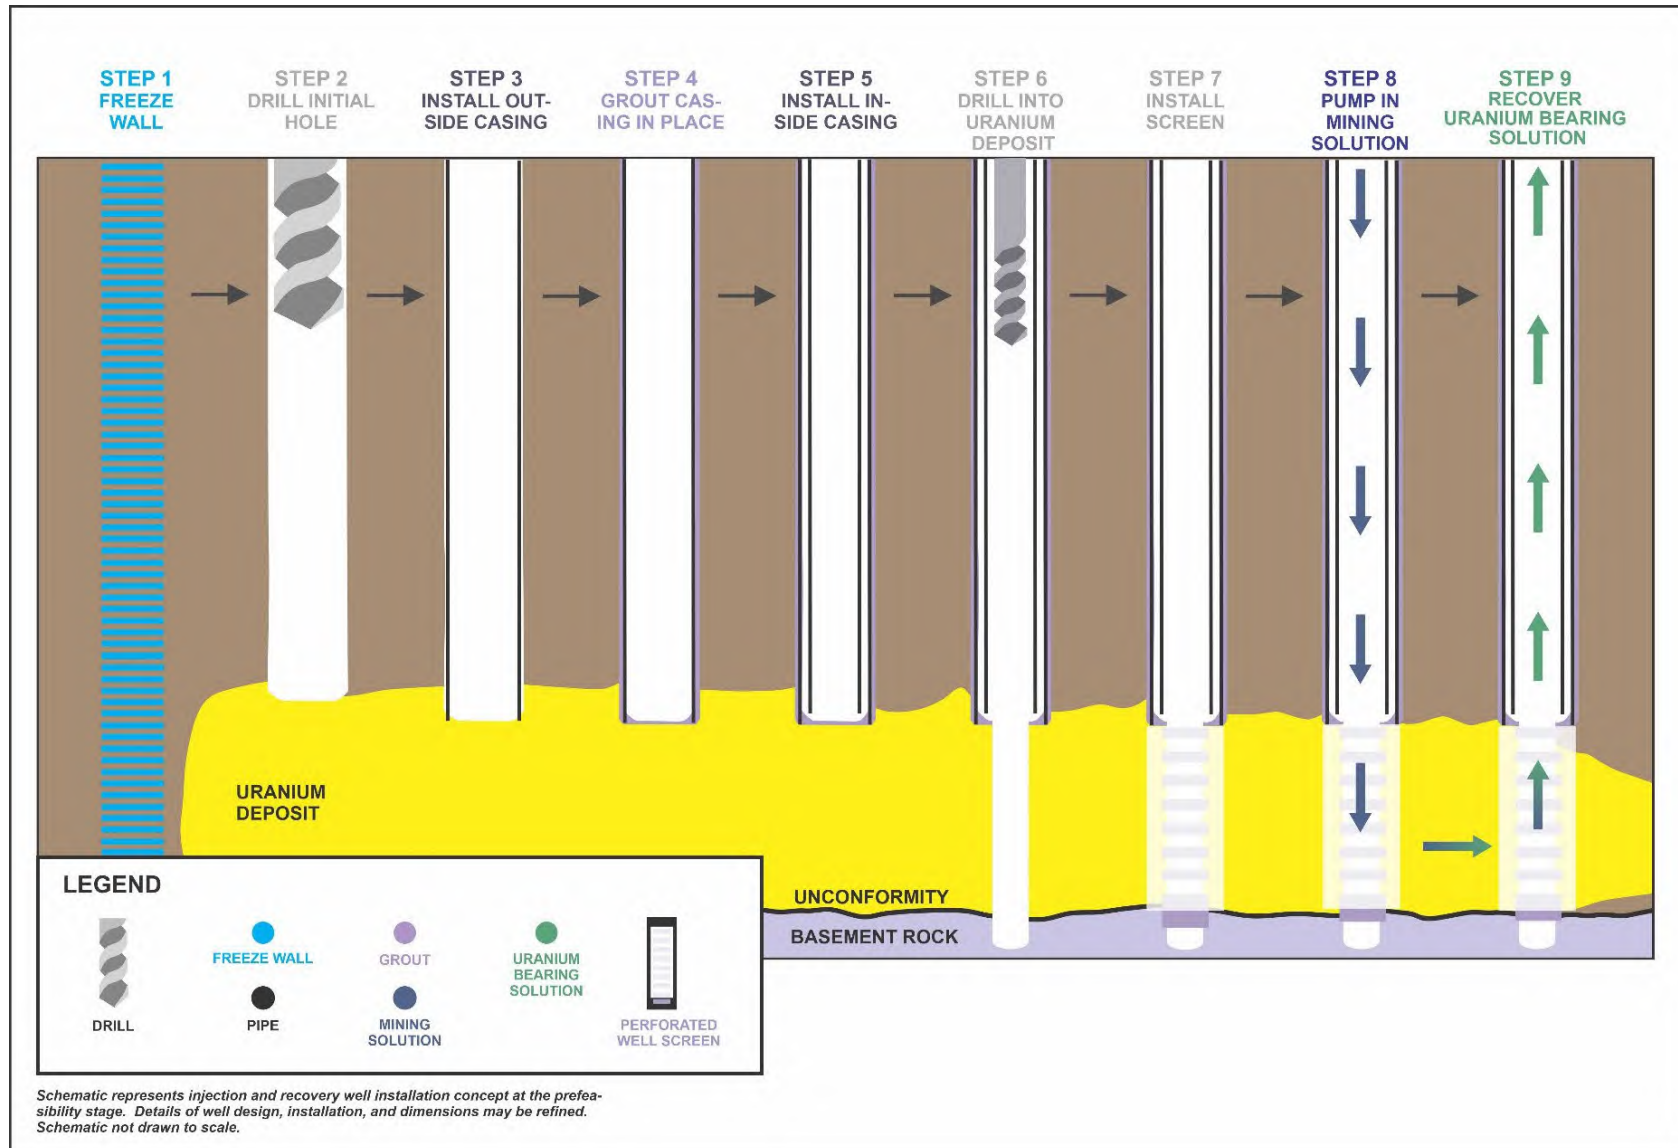 STEP 1
FREEZE
WALL
STEP 2
DRILL INITIAL
HOLE
STEP 3
INSTALL OUT-
SIDE CASING
STEP 4
GROUT CAS-
ING IN PLACE
STEP 5
INSTALL IN-
SIDE CASING
STEP 6
DRILL INTO
URANIUM
DEPOSIT
STEP 7
INSTALL
SCREEN
STEP 8
PUMP IN
MINING
SOLUTION
STEP 9
RECOVER
URANIUM BEARING
SOLUTION
URANIUM
DEPOSIT
UNCONFORMITY
BASEMENT ROCK
LEGEND
DRILL
FREEZE WALL
PIPE
GROUT
MINING
SOLUTION
URANIUM
BEARING
SOLUTION
PERFORATED
WELL SCREEN
Schematic represents injection and recovery well installation concept at the prefea-
sibility stage. Details of well design, installation, and dimensions may be refined.
Schematic not drawn to scale.